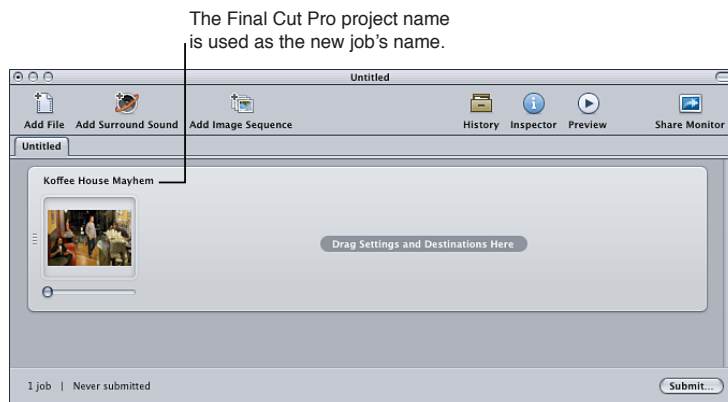 The Final Cut Pro project name
is used as the new job's name.
Untitled
Add File Add Surround Sound Add Image Sequence History Inspector Preview Share Monitor
Untitled
Koffee House Mayhem
Drag Settings and Destinations Here
1 job | Never submitted Submit...